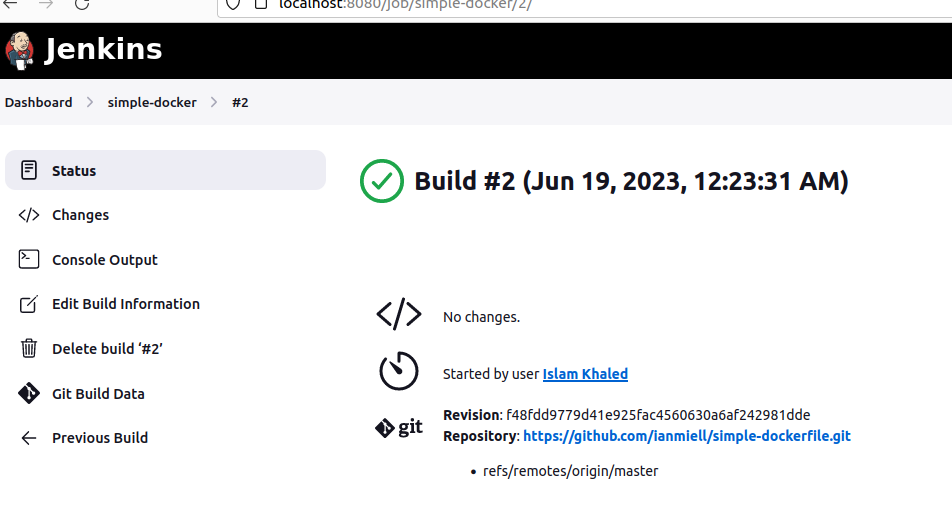 localhost:8080/job/simple-docker/2/
Jenkins
Dashboard > simple-docker > #2
Status
Changes
Console Output
Edit Build Information
Delete build ‘#2’
Git Build Data
Previous Build
Build #2 (Jun 19, 2023, 12:23:31 AM)
No changes.
Started by user Islam Khaled
git
Revision: f48fdd9779d41e925fac4560630a6af242981dde
Repository: https://github.com/ianmiell/simple-dockerfile.git
• refs/remotes/origin/master